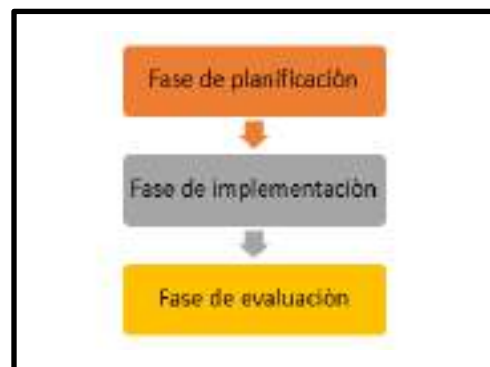 Fase de planificación
Fase de implementación
Fase de evaluación